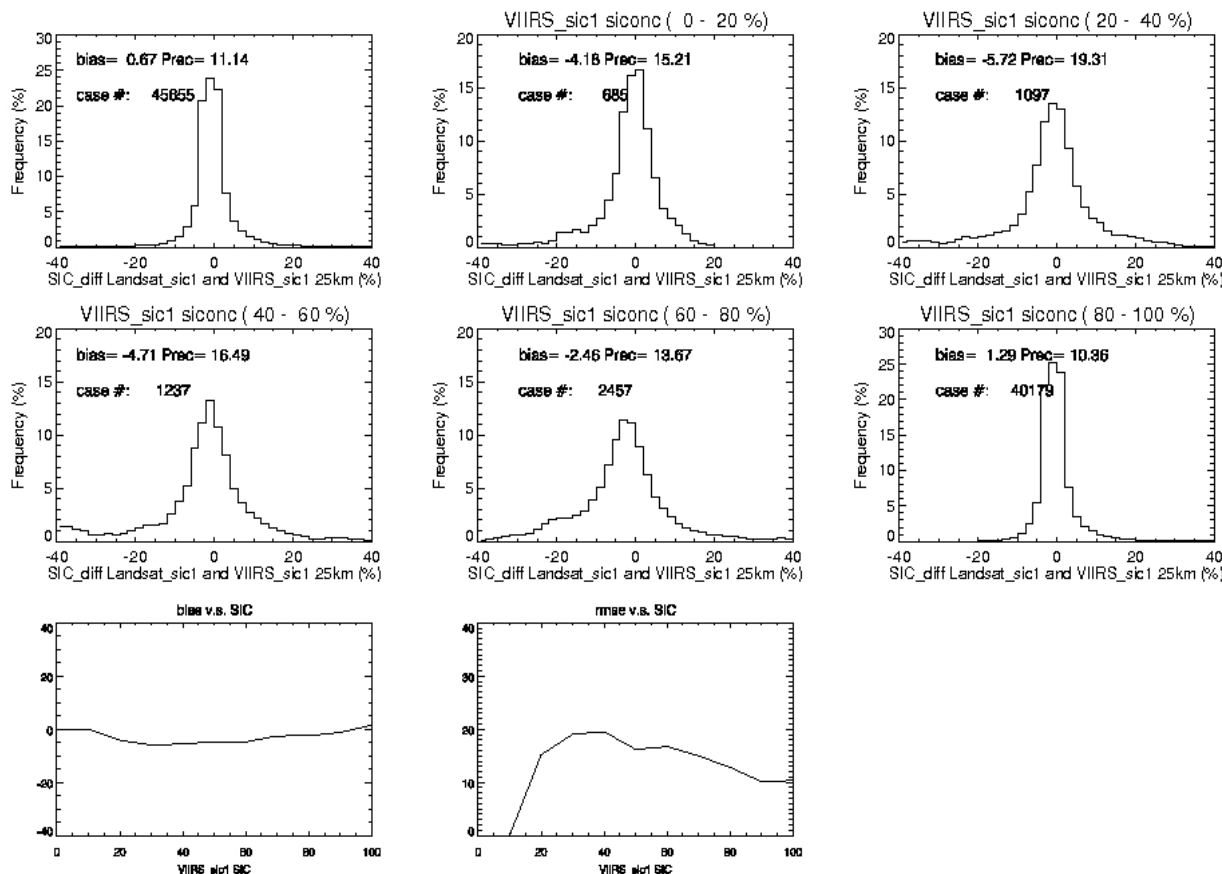 bias= 0.67 Prec= 11.14
case #: 45655
Frequency (%)
30
25
20
15
10
5
0
-40 -20 0 20 40
SIC_diff Landsat_sic1 and VIIRS_sic1 25km (%)
VIIRS_sic1 siconc ( 0 - 20 %)
bias= -4.18 Prec= 15.21
case #: 685
Frequency (%)
20
15
10
5
0
-40 -20 0 20 40
SIC_diff Landsat_sic1 and VIIRS_sic1 25km (%)
VIIRS_sic1 siconc ( 20 - 40 %)
bias= -5.72 Prec= 19.31
case #: 1097
Frequency (%)
20
15
10
5
0
-40 -20 0 20 40
SIC_diff Landsat_sic1 and VIIRS_sic1 25km (%)
VIIRS_sic1 siconc ( 40 - 60 %)
bias= -4.71 Prec= 16.49
case #: 1237
Frequency (%)
20
15
10
5
0
-40 -20 0 20 40
SIC_diff Landsat_sic1 and VIIRS_sic1 25km (%)
VIIRS_sic1 siconc ( 60 - 80 %)
bias= -2.46 Prec= 13.67
case #: 2457
Frequency (%)
20
15
10
5
0
-40 -20 0 20 40
SIC_diff Landsat_sic1 and VIIRS_sic1 25km (%)
VIIRS_sic1 siconc ( 80 - 100 %)
bias= 1.29 Prec= 10.36
case #: 40179
Frequency (%)
30
25
20
15
10
5
0
-40 -20 0 20 40
SIC_diff Landsat_sic1 and VIIRS_sic1 25km (%)
bias v.s. SIC
40
20
0
-20
-40
0 20 40 60 80 100
VIIRS_sic1 SIC
rmse v.s. SIC
40
30
20
10
0
0 20 40 60 80 100
VIIRS_sic1 SIC